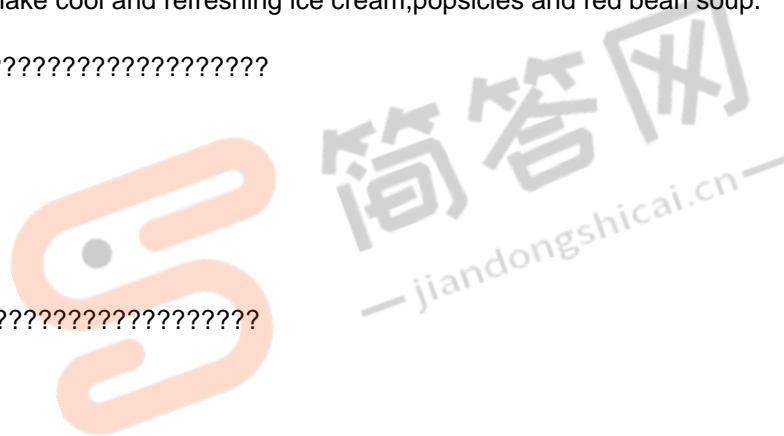 make cool and refreshing ice cream,popsicles and red bean soup.
??????????????????
简答网
— jiandongshicai.cn —
??????????????????